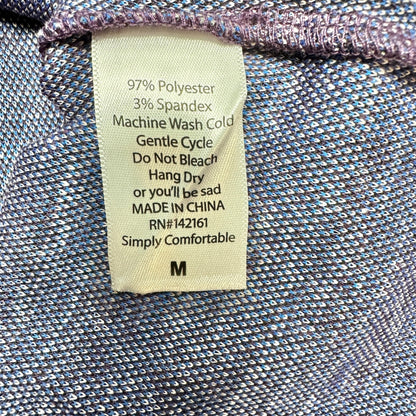 97% Polyester
3% Spandex
Machine Wash Cold
Gentle Cycle
Do Not Bleach
Hang Dry
or you'll be sad
MADE IN CHINA
RN#142161
Simply Comfortable
M